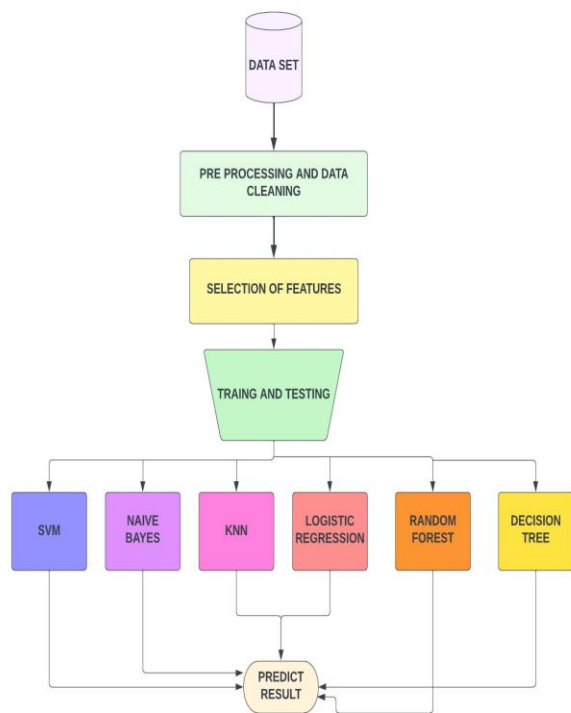 DATA SET
PRE PROCESSING AND DATA
CLEANING
SELECTION OF FEATURES
TRAING AND TESTING
SVM
NAIVE
BAYES
KNN
LOGISTIC
REGRESSION
RANDOM
FOREST
DECISION
TREE
PREDICT
RESULT